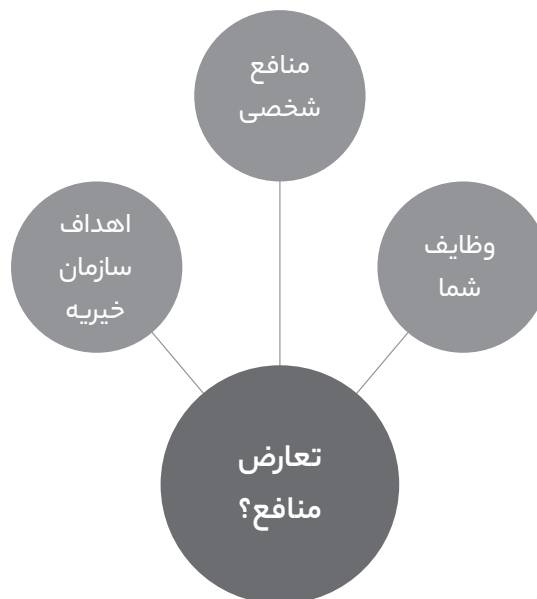 منافع
شخصی
وظایف
شما
اهداف
سازمان
خیریه
تعارض
منافع؟